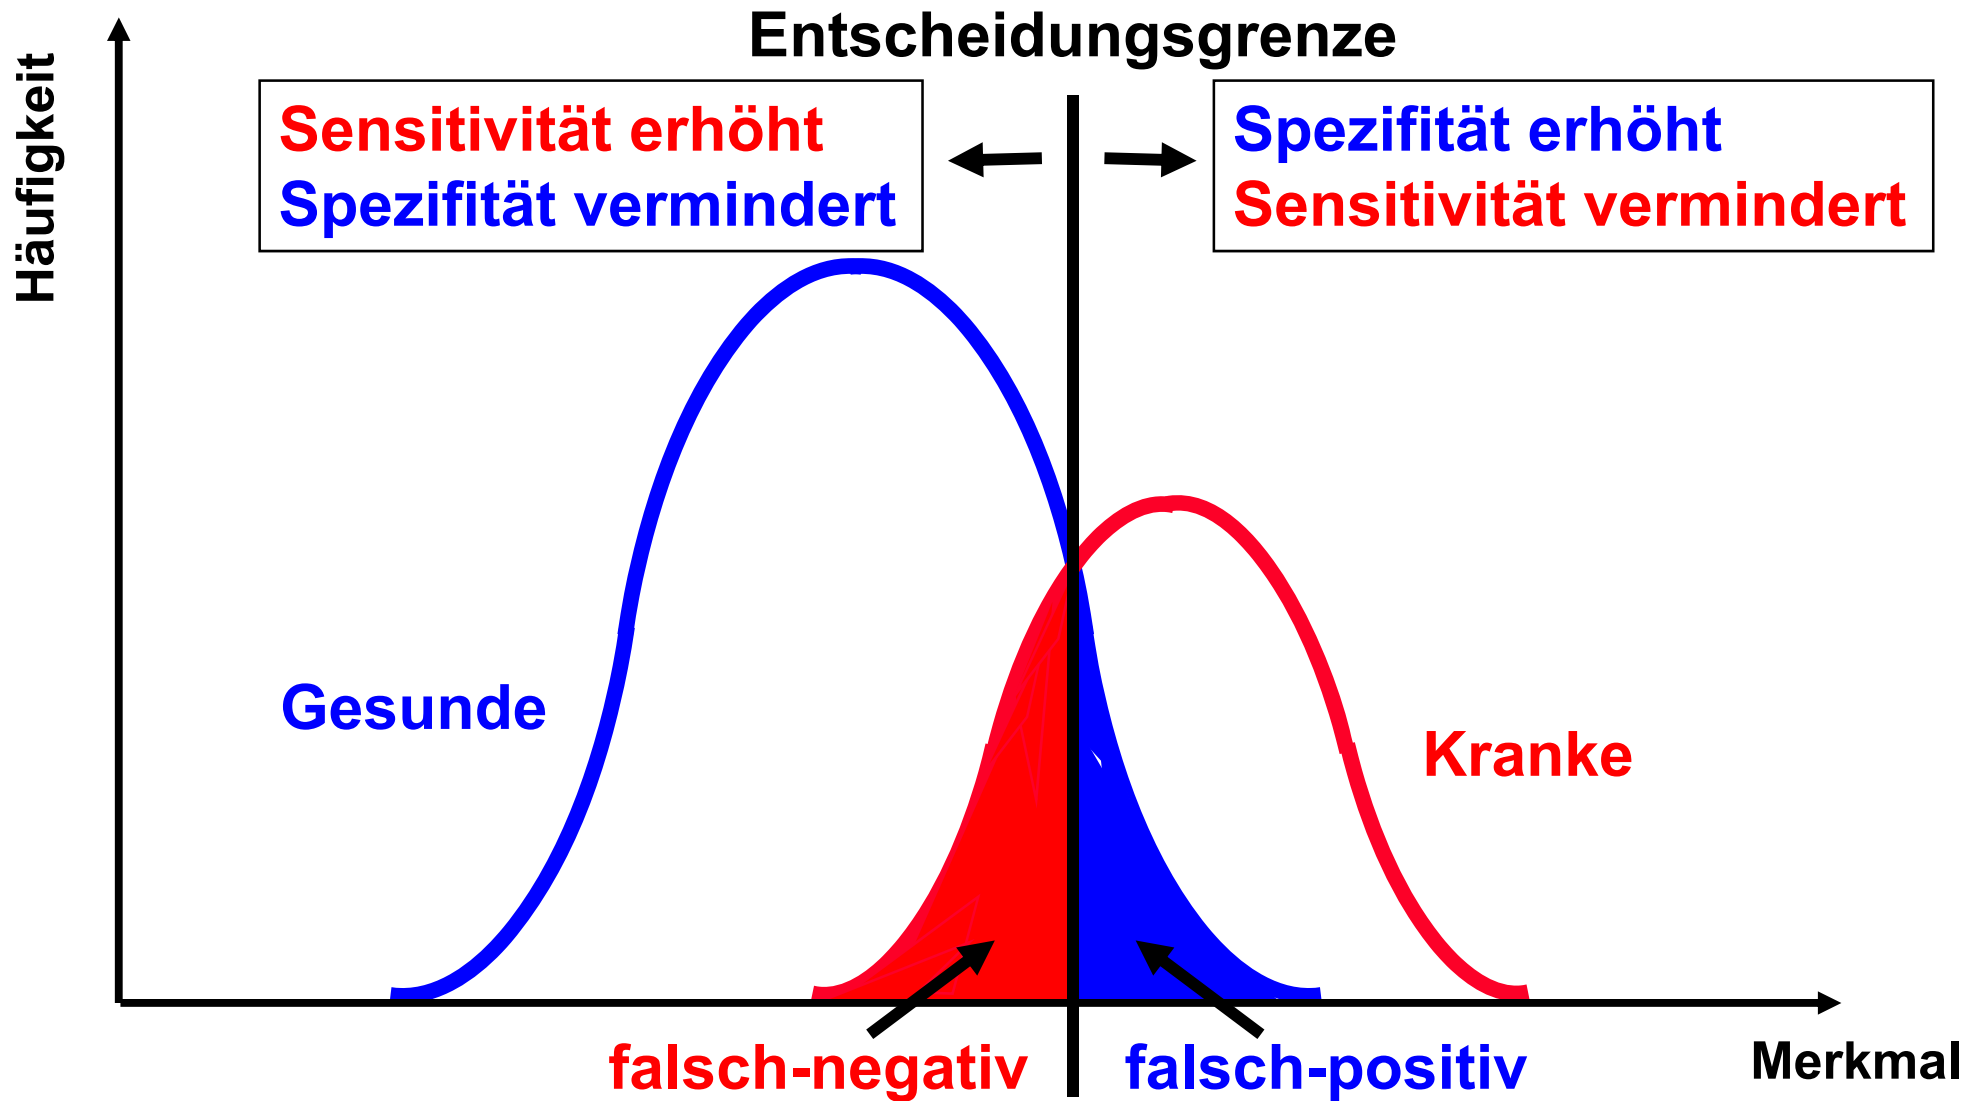 Entscheidungsgrenze
Häufigkeit
Sensitivität erhöht
Spezifität vermindert
Spezifität erhöht
Sensitivität vermindert
Gesunde
Kranke
falsch-negativ
falsch-positiv
Merkmal